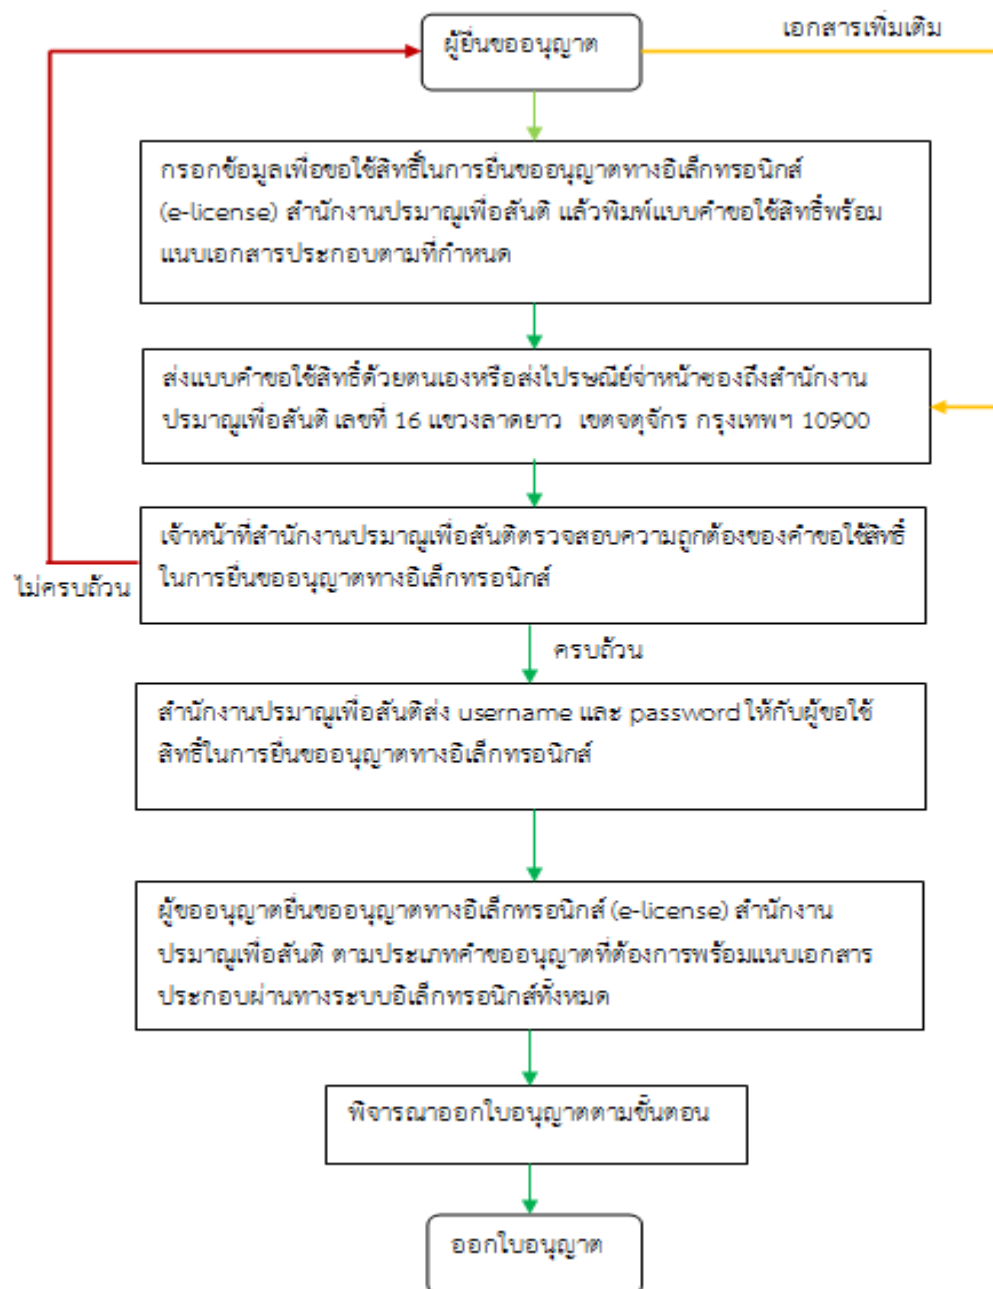 ผู้ยื่นขออนุญาต
เอกสารเพิ่มเติม
กรอกข้อมูลเพื่อขอใช้สิทธิ์ในการยื่นขออนุญาตทางอิเล็กทรอนิกส์
(e-license) สำนักงานปรมาณูเพื่อสันติ แล้วพิมพ์แบบคำขอใช้สิทธิ์พร้อม
แนบเอกสารประกอบตามที่กำหนด
ส่งแบบคำขอใช้สิทธิ์ด้วยตนเองหรือส่งไปรษณีย์จ่าหน้าซองถึงสำนักงาน
ปรมาณูเพื่อสันติ เลขที่ 16 แขวงลาดยาว เขตจตุจักร กรุงเทพฯ 10900
เจ้าหน้าที่สำนักงานปรมาณูเพื่อสันติตรวจสอบความถูกต้องของคำขอใช้สิทธิ์
ในการยื่นขออนุญาตทางอิเล็กทรอนิกส์
ไม่ครบถ้วน
ครบถ้วน
สำนักงานปรมาณูเพื่อสันติส่ง username และ password ให้กับผู้ขอใช้
สิทธิ์ในการยื่นขออนุญาตทางอิเล็กทรอนิกส์
ผู้ขออนุญาตยื่นขออนุญาตทางอิเล็กทรอนิกส์ (e-license) สำนักงาน
ปรมาณูเพื่อสันติ ตามประเภทคำขออนุญาตที่ต้องการพร้อมแนบเอกสาร
ประกอบผ่านทางระบบอิเล็กทรอนิกส์ทั้งหมด
พิจารณาออกใบอนุญาตตามขั้นตอน
ออกใบอนุญาต